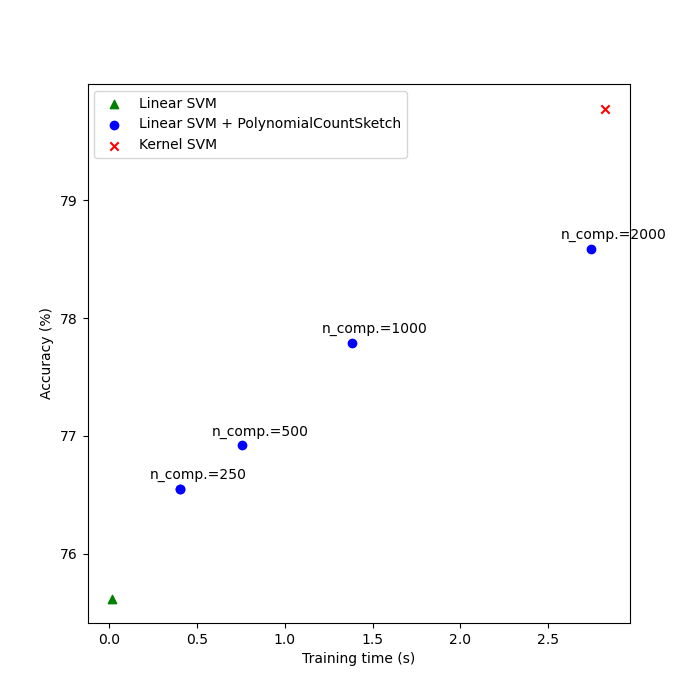 Linear SVM
Linear SVM + PolynomialCountSketch
Kernel SVM
79
n_comp.=2000
78
n_comp.=1000
Accuracy (%)
77
n_comp.=500
n_comp.=250
76
0.0 0.5 1.0 1.5 2.0 2.5
Training time (s)